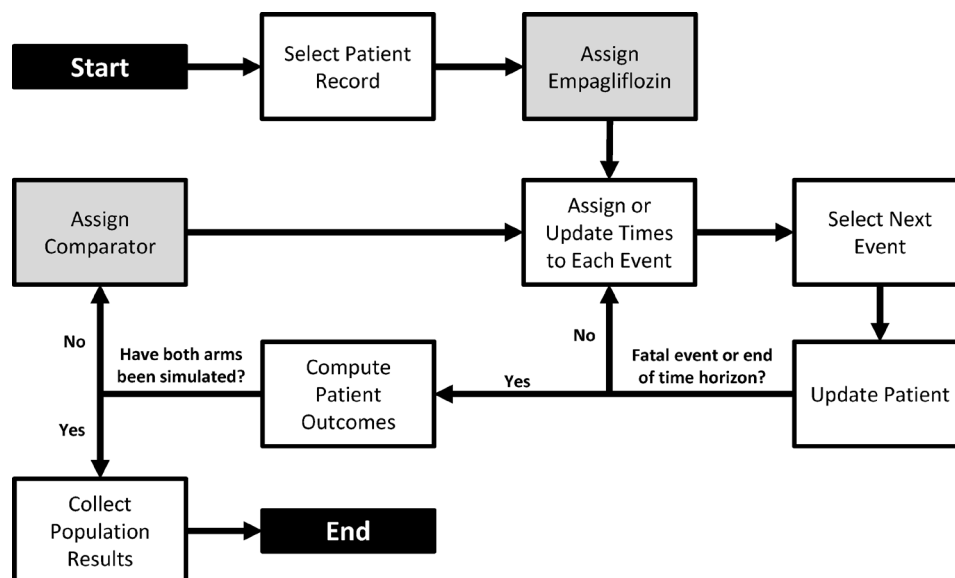 Start
Select Patient
Record
Assign
Empagliflozin
Assign
Comparator
Assign or
Update Times
to Each Event
Select Next
Event
No
Have both arms
been simulated?
Compute
Patient
Outcomes
Yes
No
Fatal event or end
of time horizon?
Update Patient
Yes
Collect
Population
Results
End